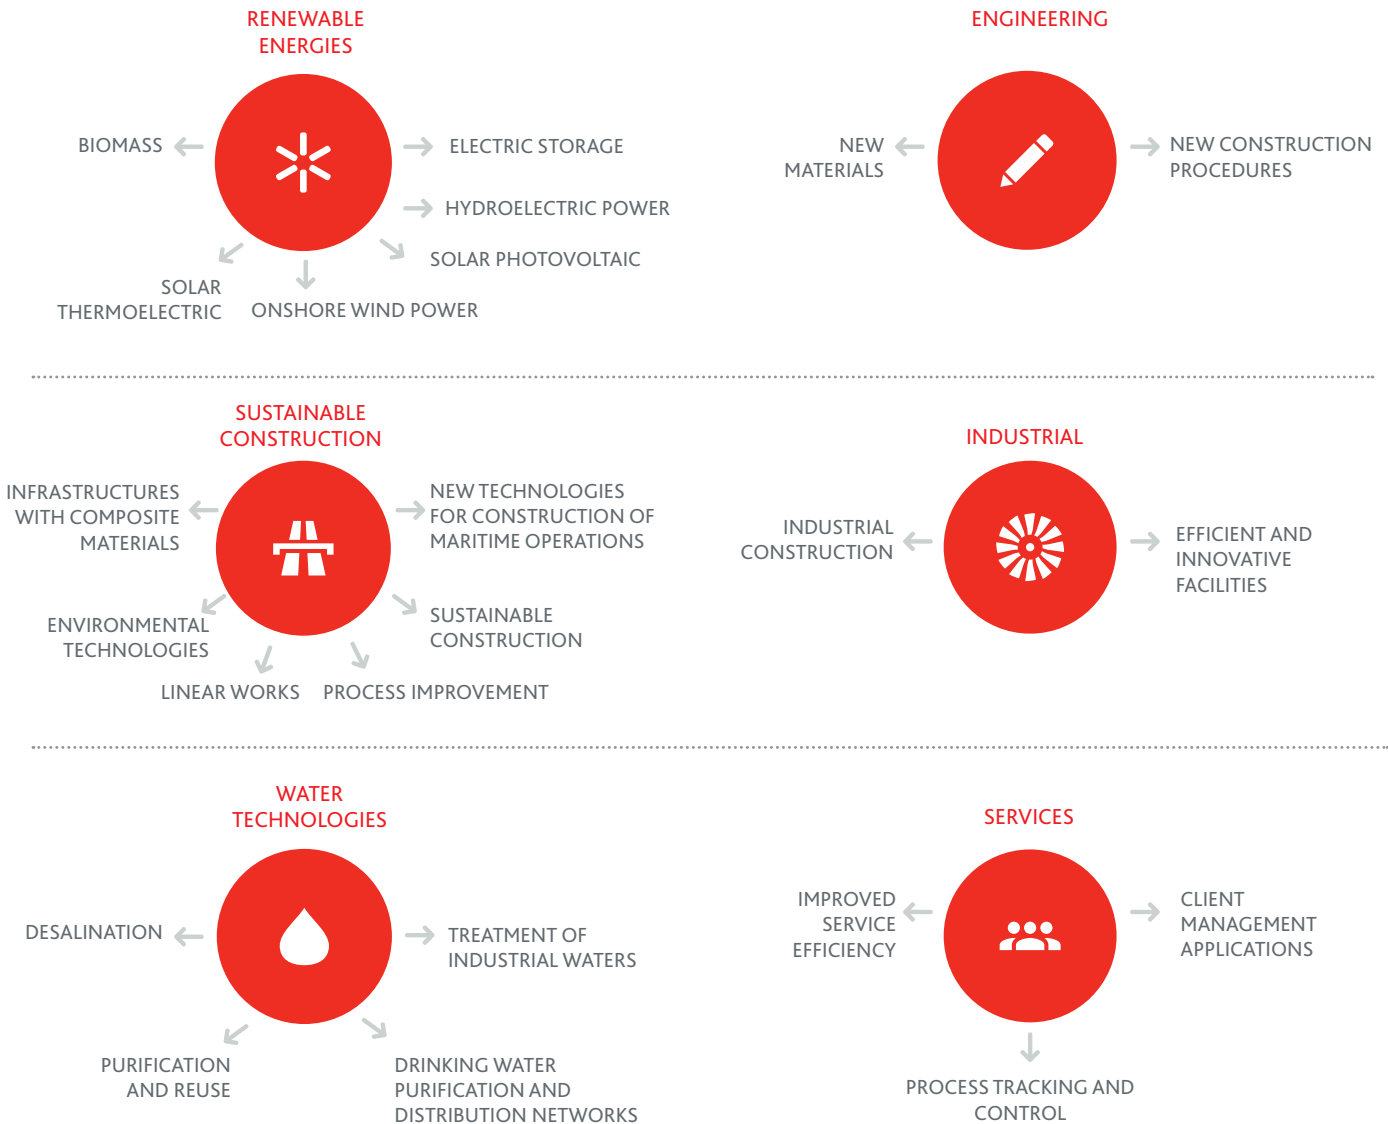 RENEWABLE
ENERGIES
BIOMASS
ELECTRIC STORAGE
HYDROELECTRIC POWER
SOLAR PHOTOVOLTAIC
SOLAR
THERMOELECTRIC
ONSHORE WIND POWER
ENGINEERING
NEW
MATERIALS
NEW CONSTRUCTION
PROCEDURES
SUSTAINABLE
CONSTRUCTION
INFRASTRUCTURES
WITH COMPOSITE
MATERIALS
NEW TECHNOLOGIES
FOR CONSTRUCTION OF
MARITIME OPERATIONS
ENVIRONMENTAL
TECHNOLOGIES
SUSTAINABLE
CONSTRUCTION
LINEAR WORKS
PROCESS IMPROVEMENT
INDUSTRIAL
INDUSTRIAL
CONSTRUCTION
EFFICIENT AND
INNOVATIVE
FACILITIES
WATER
TECHNOLOGIES
DESALINATION
TREATMENT OF
INDUSTRIAL WATERS
PURIFICATION
AND REUSE
DRINKING WATER
PURIFICATION AND
DISTRIBUTION NETWORKS
SERVICES
IMPROVED
SERVICE
EFFICIENCY
CLIENT
MANAGEMENT
APPLICATIONS
PROCESS TRACKING AND
CONTROL